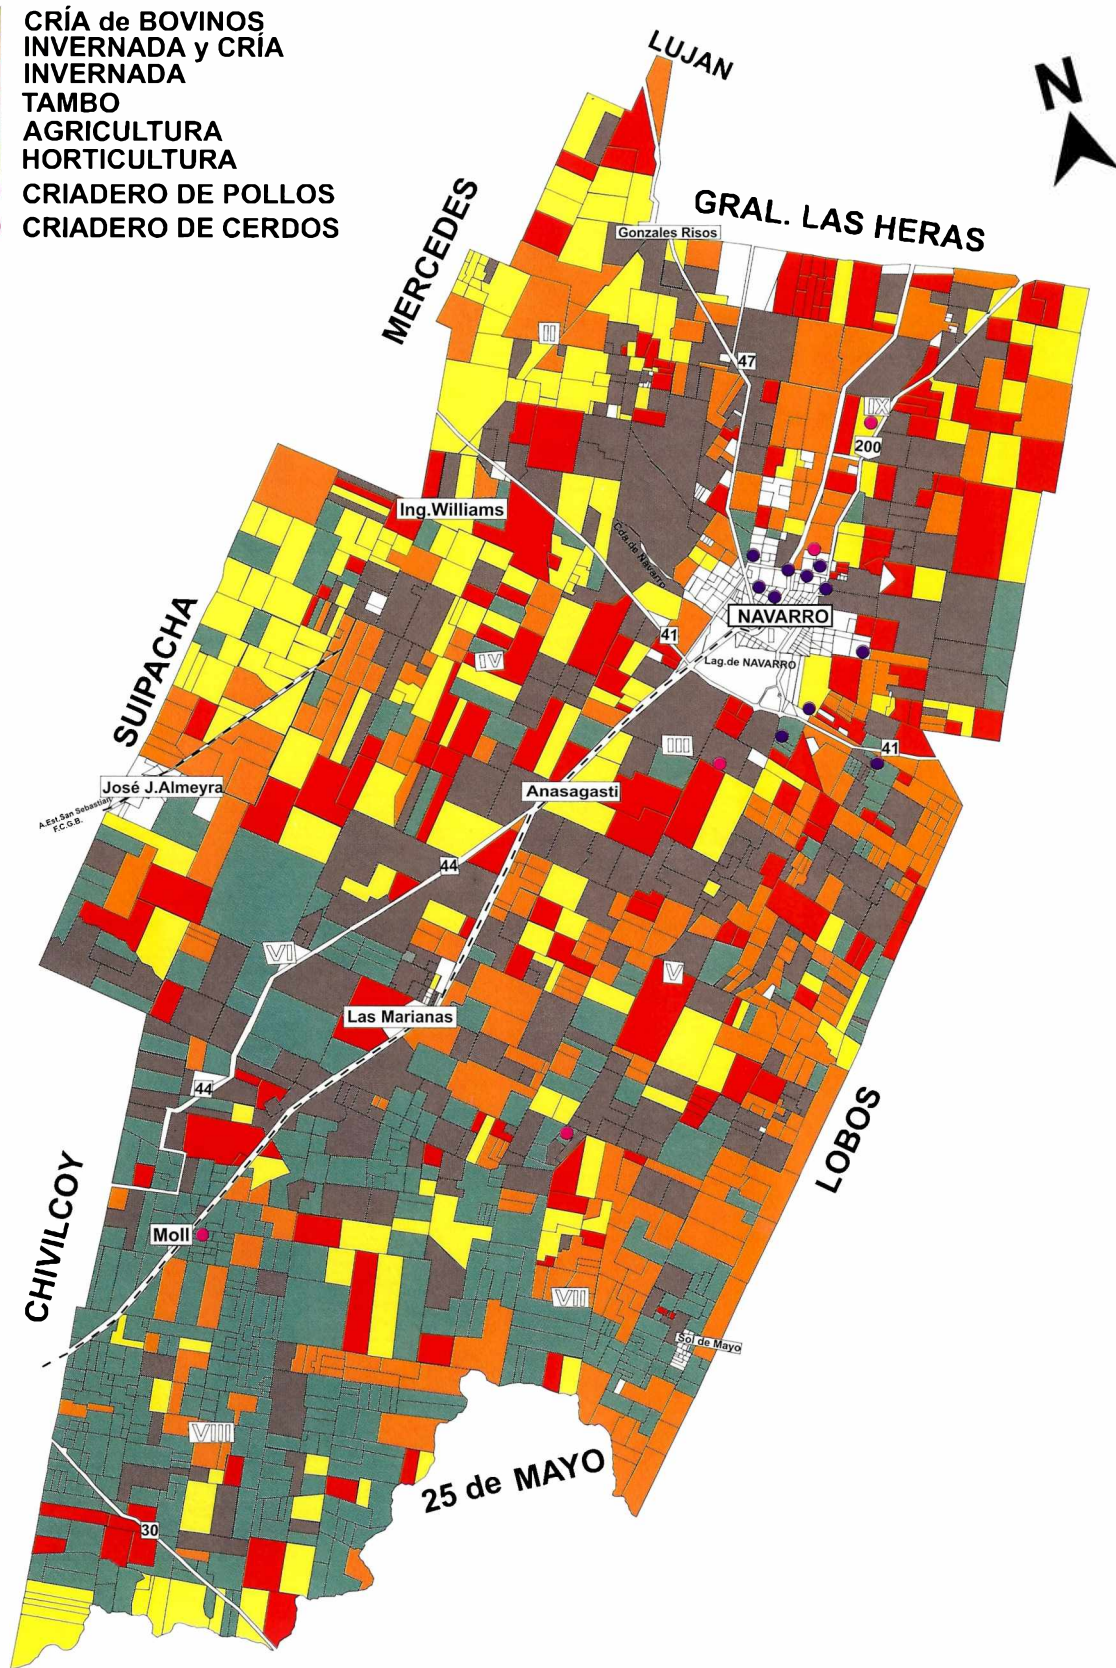 CRÍA de BOVINOS
INVERNADA y CRÍA
INVERNADA
TAMBO
AGRICULTURA
HORTICULTURA
CRIADERO DE POLLOS
CRIADERO DE CERDOS
LUJAN
N
MERCEDES
GRAL. LAS HERAS
Gonzales Risos
II
47
IX
200
Ing.Williams
Cda.de Navarro
NAVARRO
I
41
Lag.de NAVARRO
SUIPACHA
IV
III
41
José J.Almeyra
A.Est.San Sebastian
F.C.G.B.
Anasagasti
44
VI
V
Las Marianas
44
LOBOS
CHIVILCOY
Moll
VII
Sol de Mayo
VIII
25 de MAYO
30